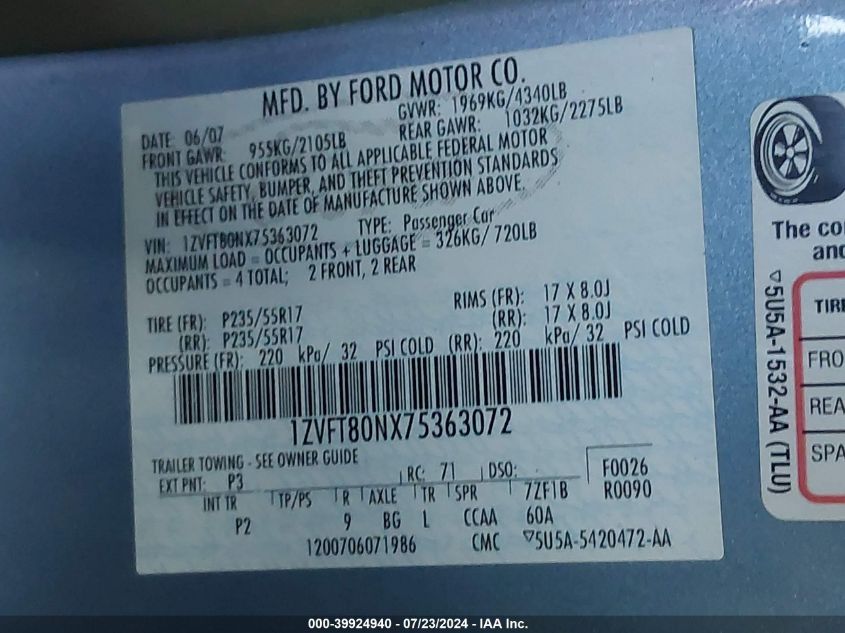 MFD. BY FORD MOTOR CO.
DATE: 06/07 GVWR: 1969KG/4340LB
FRONT GAWR: 955KG/2105LB REAR GAWR: 1032KG/2275LB
THIS VEHICLE CONFORMS TO ALL APPLICABLE FEDERAL MOTOR
VEHICLE SAFETY, BUMPER, AND THEFT PREVENTION STANDARDS
IN EFFECT ON THE DATE OF MANUFACTURE SHOWN ABOVE.
VIN: 1ZVFT80NX75363072 TYPE: Passenger Car
MAXIMUM LOAD = OCCUPANTS + LUGGAGE = 326KG/ 720LB
OCCUPANTS = 4 TOTAL; 2 FRONT, 2 REAR
TIRE (FR): P235/55R17 RIMS (FR): 17 X 8.0J
(RR): P235/55R17 (RR): 17 X 8.0J
PRESSURE (FR): 220 kPa/ 32 PSI COLD (RR): 220 kPa/ 32 PSI COLD
1ZVFT80NX75363072
TRAILER TOWING - SEE OWNER GUIDE
EXT PNT: P3 RC: 71 DSO: F0026
INT TR TP/PS R AXLE TR SPR 7ZF1B R0090
P2 9 BG L CCAA 60A
1200706071986 CMC ▽5U5A-5420472-AA
The co
and
▽5U5A-1532-AA (TLU)
TIRE
FRO
REA
SPA
000-39924940 - 07/23/2024 - IAA Inc.